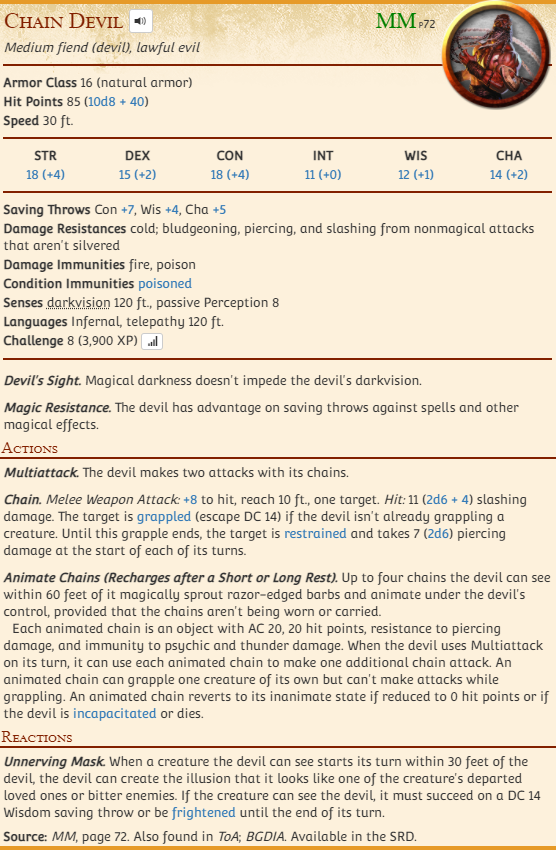 Chain Devil
MM p72
Medium fiend (devil), lawful evil
Armor Class 16 (natural armor)
Hit Points 85 (10d8 + 40)
Speed 30 ft.
STR DEX CON INT WIS CHA
18 (+4) 15 (+2) 18 (+4) 11 (+0) 12 (+1) 14 (+2)
Saving Throws Con +7, Wis +4, Cha +5
Damage Resistances cold; bludgeoning, piercing, and slashing from nonmagical attacks
that aren't silvered
Damage Immunities fire, poison
Condition Immunities poisoned
Senses darkvision 120 ft., passive Perception 8
Languages Infernal, telepathy 120 ft.
Challenge 8 (3,900 XP)
Devil's Sight. Magical darkness doesn't impede the devil's darkvision.
Magic Resistance. The devil has advantage on saving throws against spells and other
magical effects.
Actions
Multiattack. The devil makes two attacks with its chains.
Chain. Melee Weapon Attack: +8 to hit, reach 10 ft., one target. Hit: 11 (2d6 + 4) slashing
damage. The target is grappled (escape DC 14) if the devil isn't already grappling a
creature. Until this grapple ends, the target is restrained and takes 7 (2d6) piercing
damage at the start of each of its turns.
Animate Chains (Recharges after a Short or Long Rest). Up to four chains the devil can see
within 60 feet of it magically sprout razor-edged barbs and animate under the devil's
control, provided that the chains aren't being worn or carried.
Each animated chain is an object with AC 20, 20 hit points, resistance to piercing
damage, and immunity to psychic and thunder damage. When the devil uses Multiattack
on its turn, it can use each animated chain to make one additional chain attack. An
animated chain can grapple one creature of its own but can't make attacks while
grappling. An animated chain reverts to its inanimate state if reduced to 0 hit points or if
the devil is incapacitated or dies.
Reactions
Unnerving Mask. When a creature the devil can see starts its turn within 30 feet of the
devil, the devil can create the illusion that it looks like one of the creature's departed
loved ones or bitter enemies. If the creature can see the devil, it must succeed on a DC 14
Wisdom saving throw or be frightened until the end of its turn.
Source: MM, page 72. Also found in ToA; BGDIA. Available in the SRD.